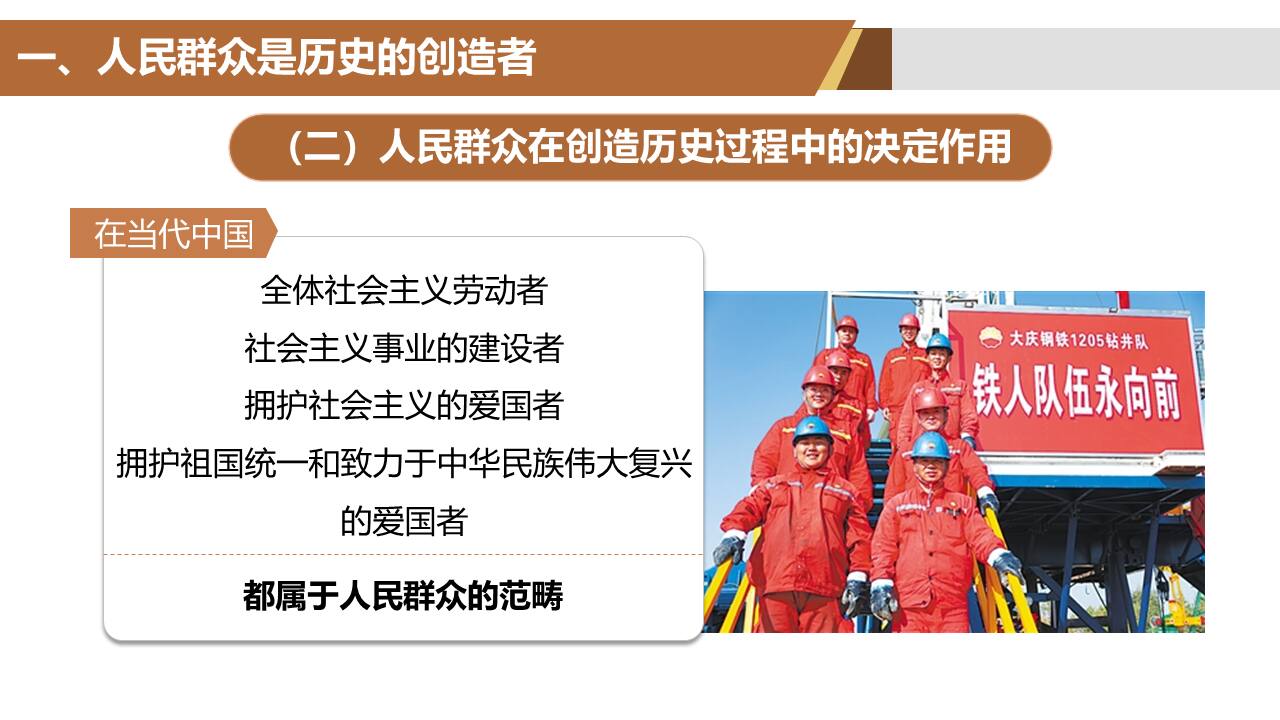 一、人民群众是历史的创造者
（二）人民群众在创造历史过程中的决定作用
在当代中国
全体社会主义劳动者
社会主义事业的建设者
拥护社会主义的爱国者
拥护祖国统一和致力于中华民族伟大复兴
的爱国者
都属于人民群众的范畴
大庆钢铁1205钻井队
铁人队伍永向前